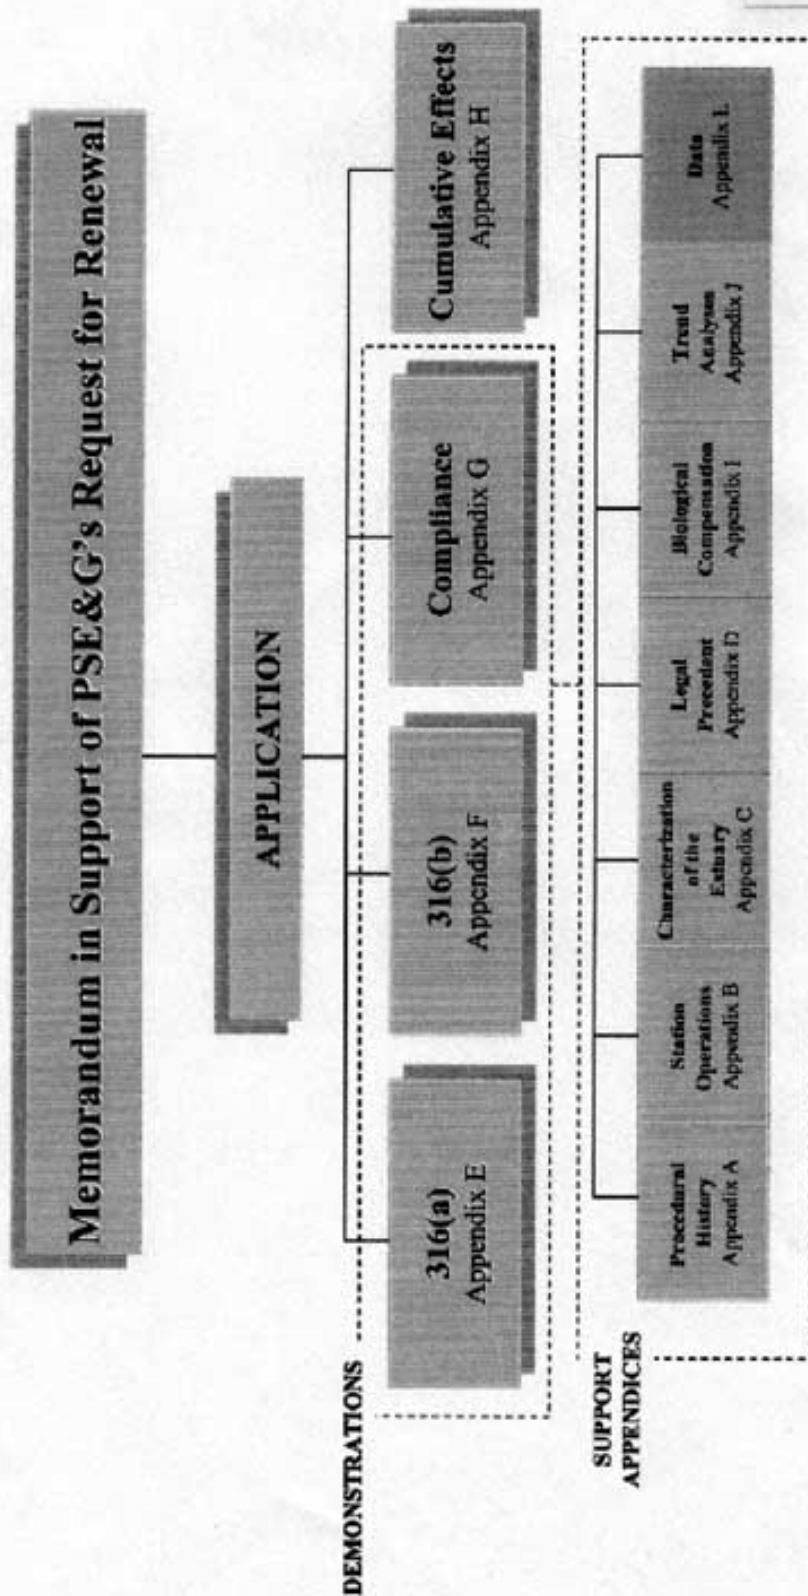 Memorandum in Support of PSE&G's Request for Renewal
APPLICATION
DEMONSTRATIONS
316(a)
Appendix E
316(b)
Appendix F
Compliance
Appendix G
Cumulative Effects
Appendix H
SUPPORT
APPENDICES
Procedural
History
Appendix A
Station
Operations
Appendix B
Characterization
of the
Estuary
Appendix C
Legal
Precedent
Appendix D
Biological
Compensation
Appendix I
Trend
Analyses
Appendix J
Data
Appendix L